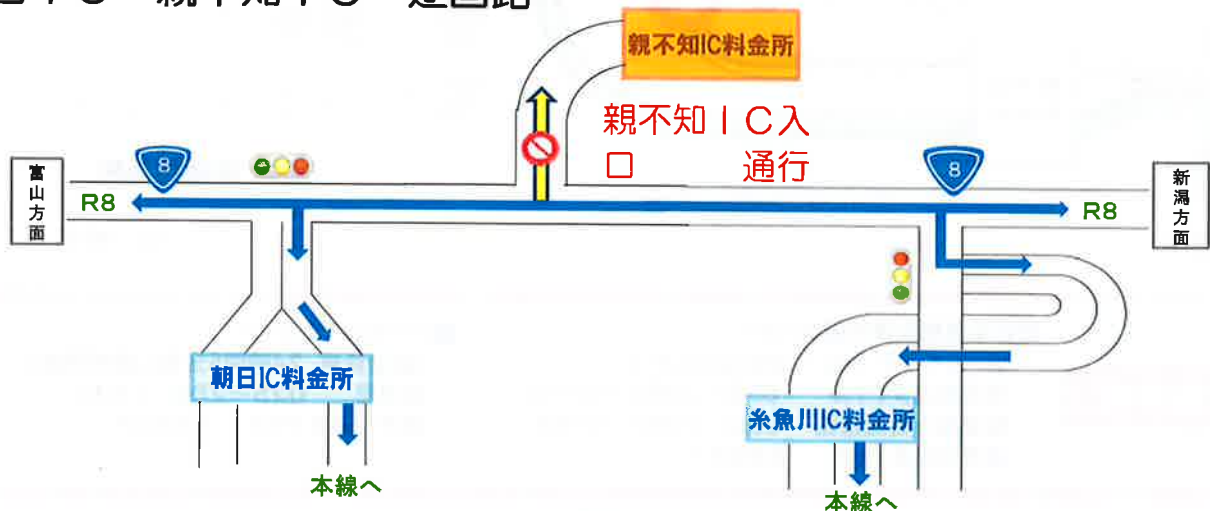 親不知IC料金所
親不知IC入
口　通行
8
8
富山方面
R8
R8
新潟方面
朝日IC料金所
糸魚川IC料金所
本線へ
本線へ